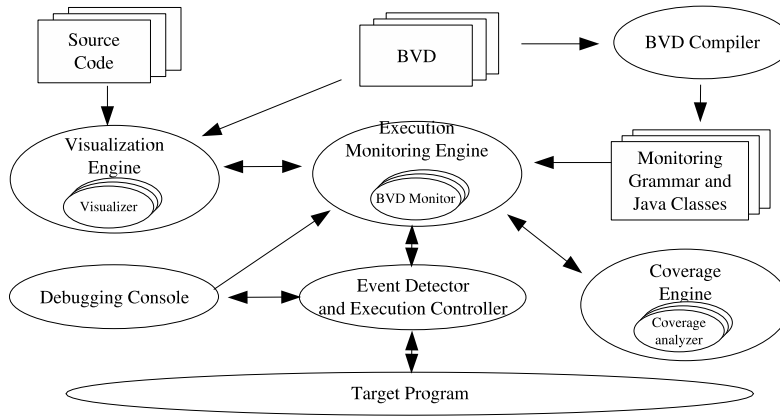 Source
Code
BVD
BVD Compiler
Visualization
Engine
Visualizer
Execution
Monitoring Engine
BVD Monitor
Monitoring
Grammar and
Java Classes
Debugging Console
Event Detector
and Execution Controller
Coverage
Engine
Coverage
analyzer
Target Program